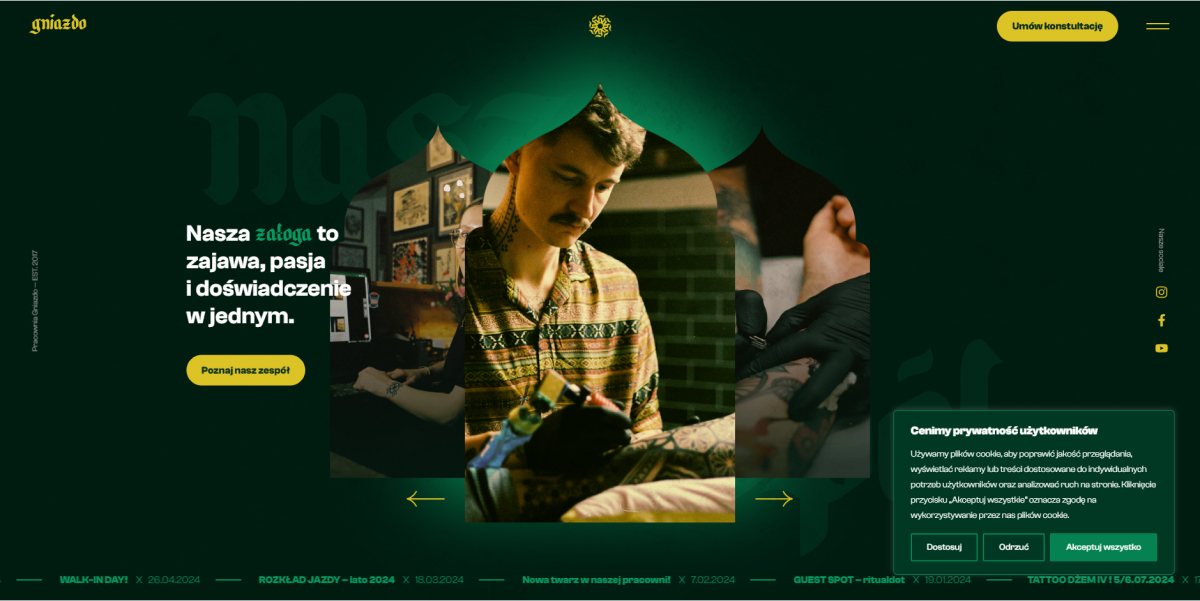 gniazdo
Umów konstultację
nasz
Nasza załoga to
zajawa, pasja
i doświadczenie
w jednym.
Poznaj nasz zespół
Pracownia Gniazdo – EST. 2017
Nasze sociale
Cenimy prywatność użytkowników
Używamy plików cookie, aby poprawić jakość przeglądania,
wyświetlać reklamy lub treści dostosowane do indywidualnych
potrzeb użytkowników oraz analizować ruch na stronie. Kliknięcie
przycisku „Akceptuj wszystkie" oznacza zgodę na
wykorzystywanie przez nas plików cookie.
Dostosuj Odrzuć Akceptuj wszystko
WALK-IN DAY! X 26.04.2024 ROZKŁAD JAZDY – lato 2024 X 18.03.2024 Nowa twarz w naszej pracowni! X 7.02.2024 GUEST SPOT – ritualdot X 19.01.2024 TATTOO DŻEM IV ! 5/6.07.2024 X